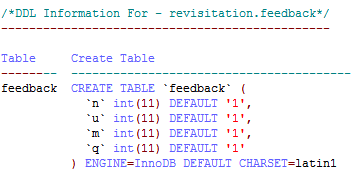 /*DDL Information For - revisitation.feedback*/
-----------------------------------------------
Table     Create Table
--------  ----------------------------------------
feedback  CREATE TABLE `feedback` (
`n` int(11) DEFAULT '1',
`u` int(11) DEFAULT '1',
`m` int(11) DEFAULT '1',
`q` int(11) DEFAULT '1'
) ENGINE=InnoDB DEFAULT CHARSET=latin1